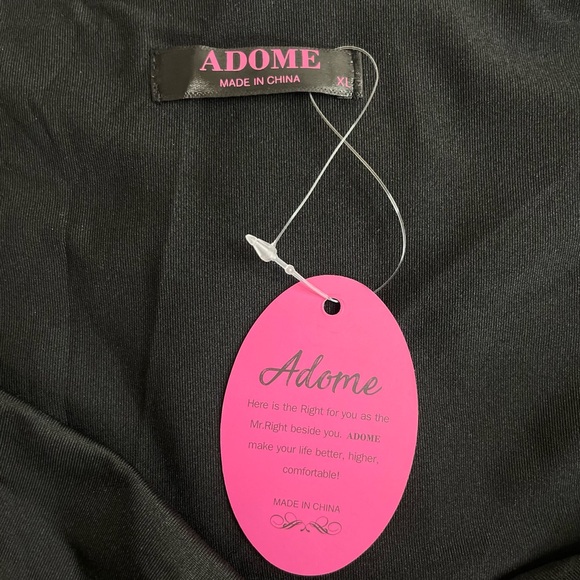 ADOME
MADE IN CHINA
XL
Adome
Here is the Right for you as the
Mr.Right beside you. ADOME
make your life better, higher,
comfortable!
MADE IN CHINA